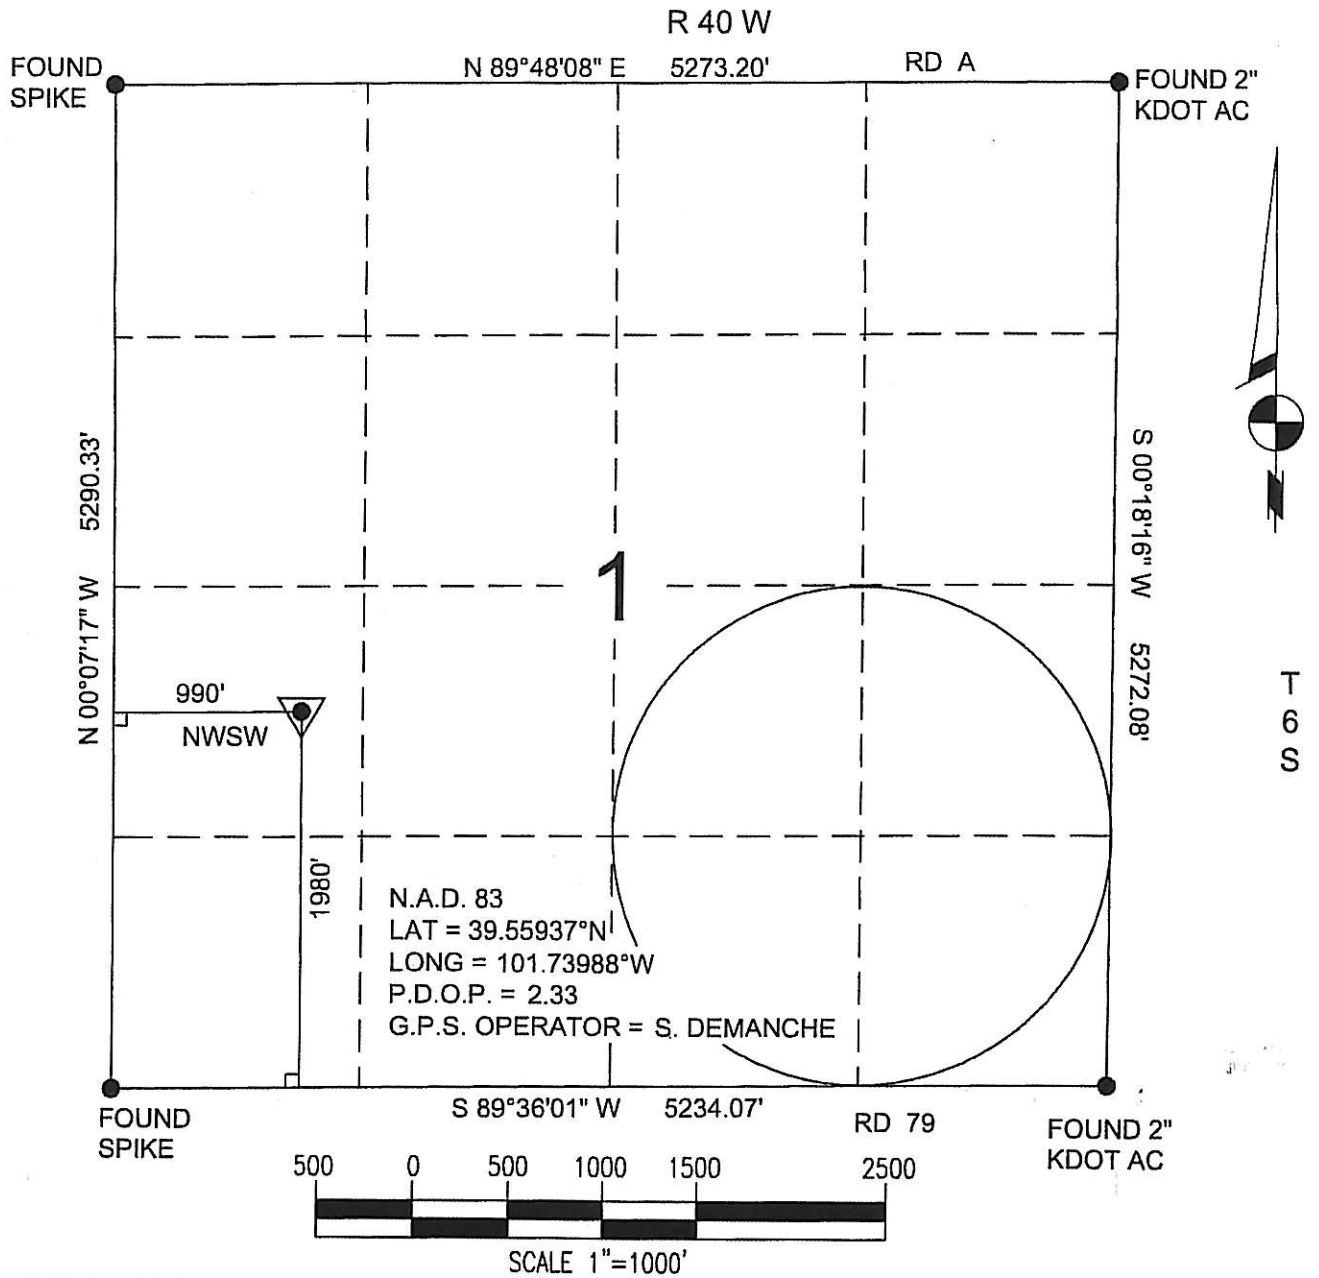 R 40 W
N 89°48'08" E 5273.20' RD A
FOUND
SPIKE
FOUND 2"
KDOT AC
N 00°07'17" W 5290.33'
S 00°18'16" W 5272.08'
1
T
6
S
990'
NWSW
1980'
N.A.D. 83
LAT = 39.55937°N
LONG = 101.73988°W
P.D.O.P. = 2.33
G.P.S. OPERATOR = S. DEMANCHE
S 89°36'01" W 5234.07'
RD 79
FOUND
SPIKE
FOUND 2"
KDOT AC
500 0 500 1000 1500 2500
SCALE 1"=1000'
N